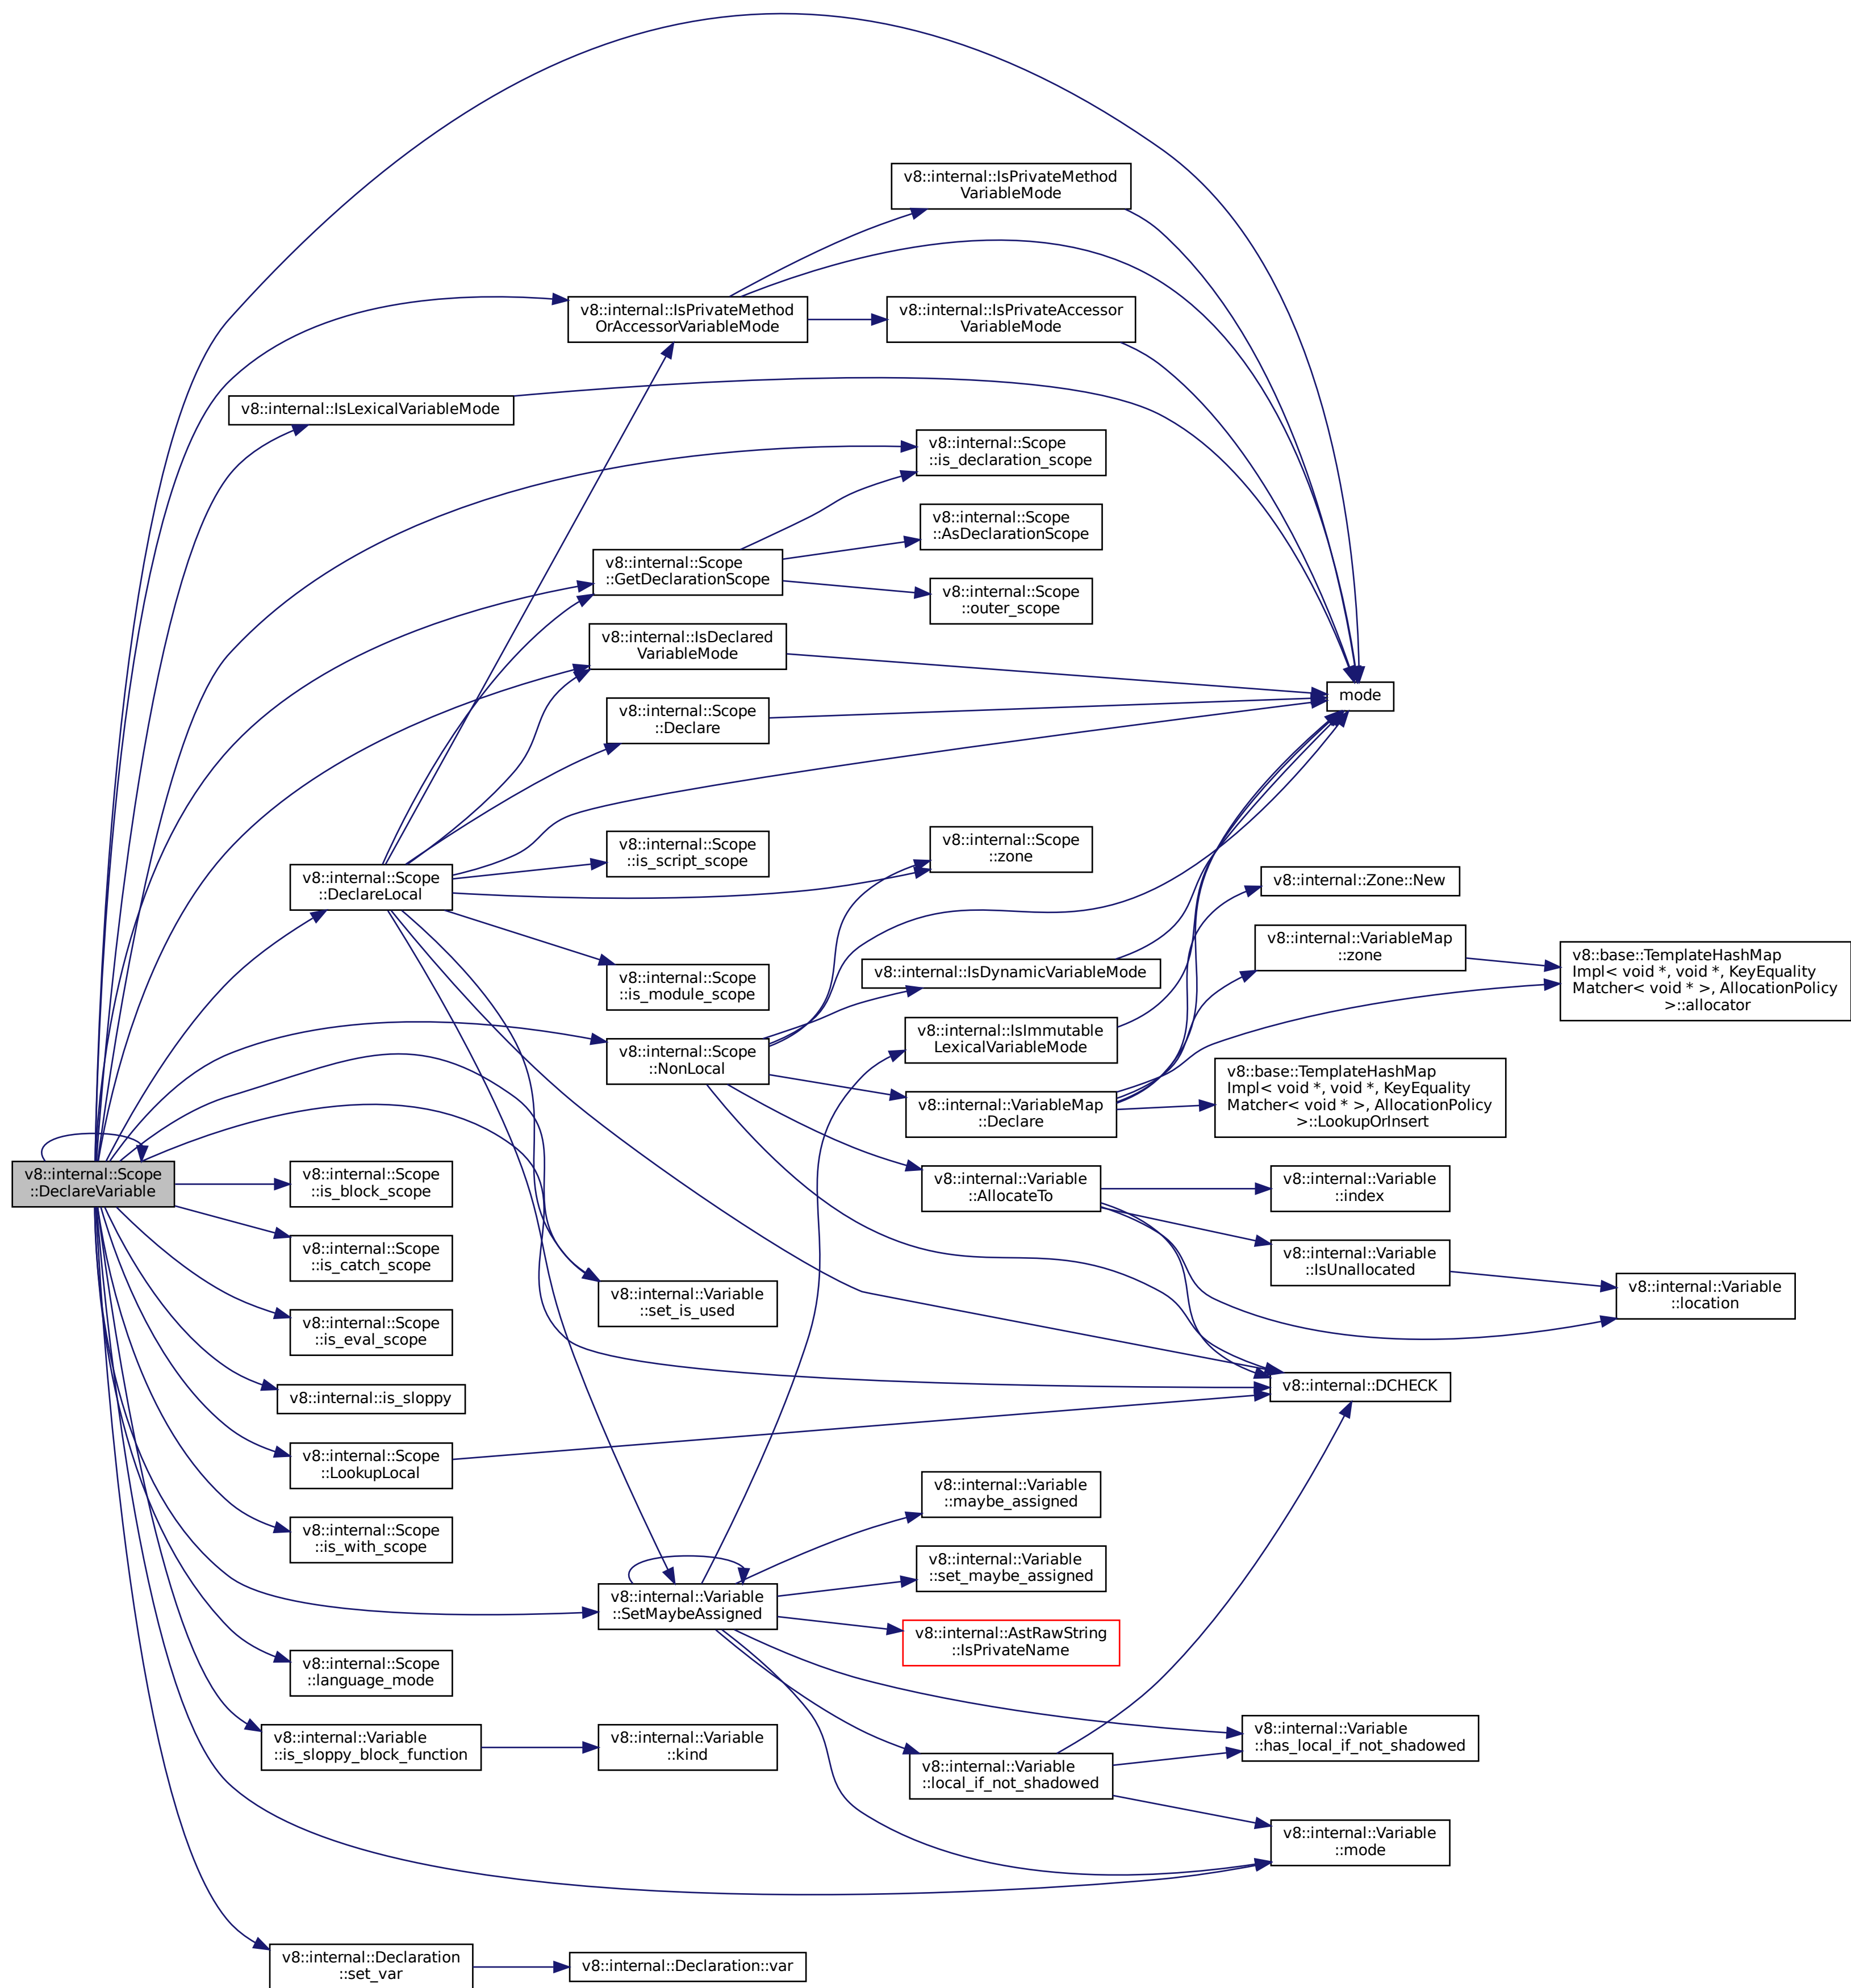 v8::internal::IsPrivateMethod
VariableMode
v8::internal::IsPrivateMethod
OrAccessorVariableMode
v8::internal::IsPrivateAccessor
VariableMode
v8::internal::IsLexicalVariableMode
v8::internal::Scope
::is_declaration_scope
v8::internal::Scope
::AsDeclarationScope
v8::internal::Scope
::GetDeclarationScope
v8::internal::Scope
::outer_scope
v8::internal::IsDeclared
VariableMode
mode
v8::internal::Scope
::Declare
v8::internal::Scope
::is_script_scope
v8::internal::Scope
::zone
v8::internal::Scope
::DeclareLocal
v8::internal::Zone::New
v8::internal::VariableMap
::zone
v8::base::TemplateHashMap
Impl< void *, void *, KeyEquality
Matcher< void * >, AllocationPolicy
>::allocator
v8::internal::Scope
::is_module_scope
v8::internal::IsDynamicVariableMode
v8::internal::IsImmutable
LexicalVariableMode
v8::internal::Scope
::NonLocal
v8::base::TemplateHashMap
Impl< void *, void *, KeyEquality
Matcher< void * >, AllocationPolicy
>::LookupOrInsert
v8::internal::VariableMap
::Declare
v8::internal::Scope
::DeclareVariable
v8::internal::Scope
::is_block_scope
v8::internal::Variable
::AllocateTo
v8::internal::Variable
::index
v8::internal::Scope
::is_catch_scope
v8::internal::Variable
::IsUnallocated
v8::internal::Variable
::location
v8::internal::Variable
::set_is_used
v8::internal::Scope
::is_eval_scope
v8::internal::is_sloppy
v8::internal::DCHECK
v8::internal::Scope
::LookupLocal
v8::internal::Variable
::maybe_assigned
v8::internal::Scope
::is_with_scope
v8::internal::Variable
::set_maybe_assigned
v8::internal::Variable
::SetMaybeAssigned
v8::internal::AstRawString
::IsPrivateName
v8::internal::Scope
::language_mode
v8::internal::Variable
::has_local_if_not_shadowed
v8::internal::Variable
::is_sloppy_block_function
v8::internal::Variable
::kind
v8::internal::Variable
::local_if_not_shadowed
v8::internal::Variable
::mode
v8::internal::Declaration
::set_var
v8::internal::Declaration::var